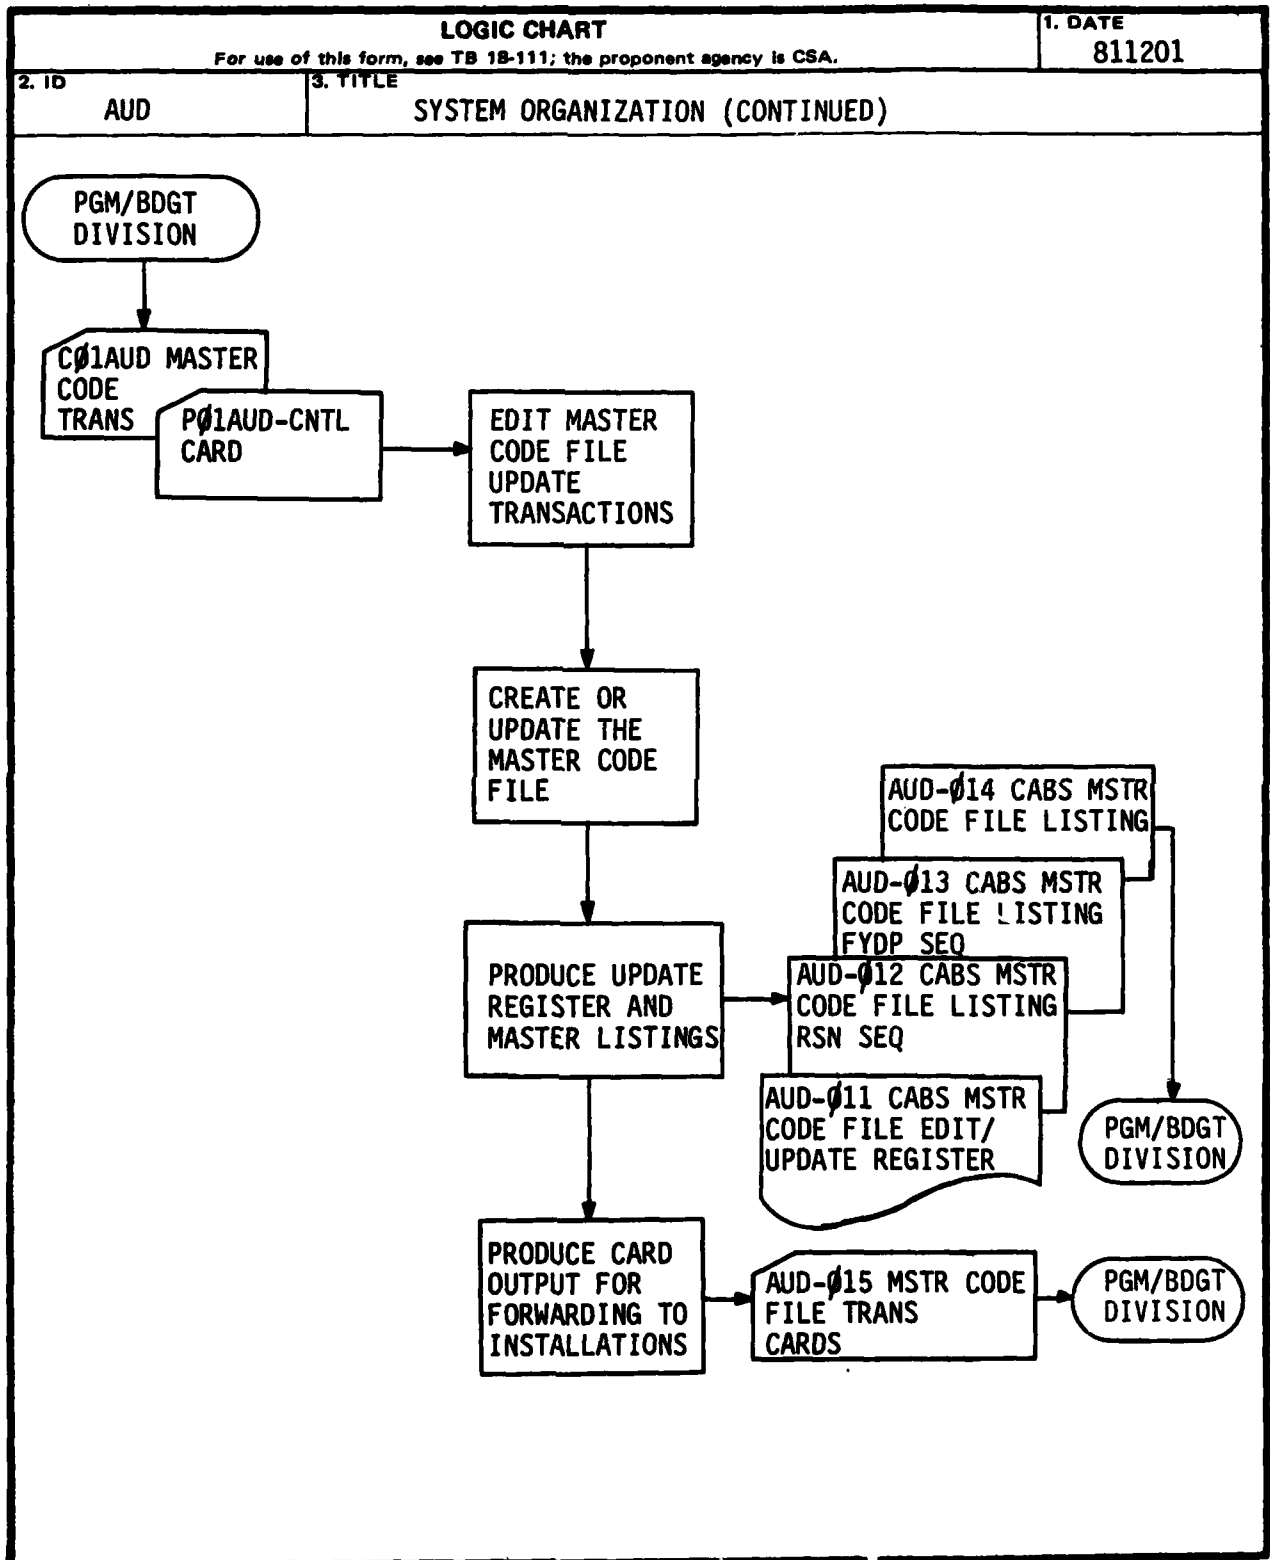 LOGIC CHART
For use of this form, see TB 18-111; the proponent agency is CSA.
1. DATE
811201
2. ID
AUD
3. TITLE
SYSTEM ORGANIZATION (CONTINUED)
PGM/BDGT
DIVISION
CØ1AUD MASTER
CODE
TRANS
PØ1AUD-CNTL
CARD
EDIT MASTER
CODE FILE
UPDATE
TRANSACTIONS
CREATE OR
UPDATE THE
MASTER CODE
FILE
PRODUCE UPDATE
REGISTER AND
MASTER LISTINGS
AUD-Ø14 CABS MSTR
CODE FILE LISTING
AUD-Ø13 CABS MSTR
CODE FILE LISTING
FYDP SEQ
AUD-Ø12 CABS MSTR
CODE FILE LISTING
RSN SEQ
AUD-Ø11 CABS MSTR
CODE FILE EDIT/
UPDATE REGISTER
PGM/BDGT
DIVISION
PRODUCE CARD
OUTPUT FOR
FORWARDING TO
INSTALLATIONS
AUD-Ø15 MSTR CODE
FILE TRANS
CARDS
PGM/BDGT
DIVISION